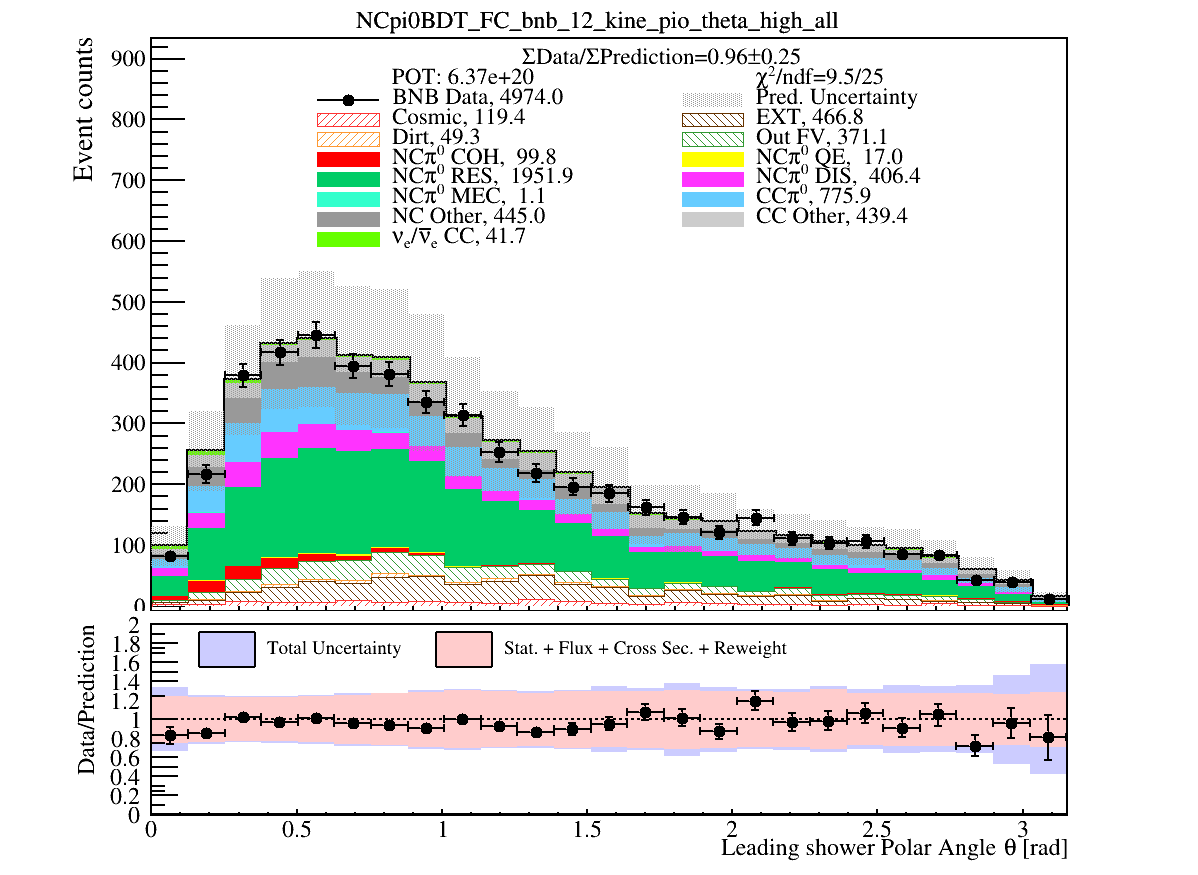 NCpi0BDT_FC_bnb_12_kine_pio_theta_high_all
ΣData/ΣPrediction=0.96±0.25
POT: 6.37e+20
χ²/ndf=9.5/25
BNB Data, 4974.0
Pred. Uncertainty
Cosmic, 119.4
EXT, 466.8
Dirt, 49.3
Out FV, 371.1
NCπ⁰ COH, 99.8
NCπ⁰ QE, 17.0
NCπ⁰ RES, 1951.9
NCπ⁰ DIS, 406.4
NCπ⁰ MEC, 1.1
CCπ⁰, 775.9
NC Other, 445.0
CC Other, 439.4
νₑ/ν̅ₑ CC, 41.7
Event counts
900
800
700
600
500
400
300
200
100
0
Total Uncertainty
Stat. + Flux + Cross Sec. + Reweight
Data/Prediction
2
1.8
1.6
1.4
1.2
1
0.8
0.6
0.4
0.2
0
0 0.5 1 1.5 2 2.5 3
Leading shower Polar Angle θ [rad]